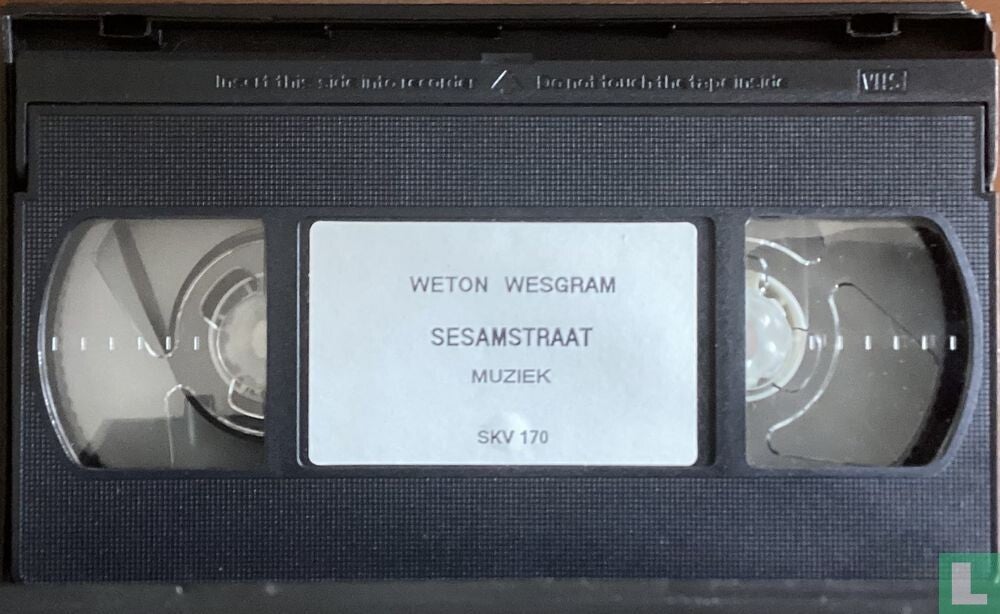 Insert this side into recorder Do not touch the tape inside VHS
WETON WESGRAM
SESAMSTRAAT
MUZIEK
SKV 170
L